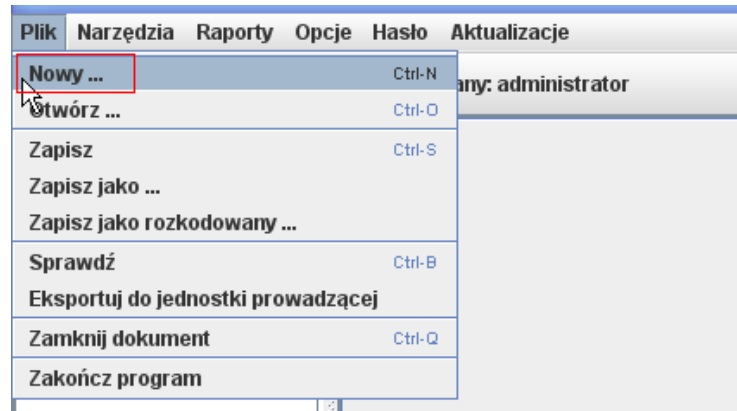 Plik Narzędzia Raporty Opcje Hasło Aktualizacje
Nowy ... Ctrl-N
administrator
Otwórz ... Ctrl-O
Zapisz Ctrl-S
Zapisz jako ...
Zapisz jako rozkodowany ...
Sprawdź Ctrl-B
Eksportuj do jednostki prowadzącej
Zamknij dokument Ctrl-Q
Zakończ program